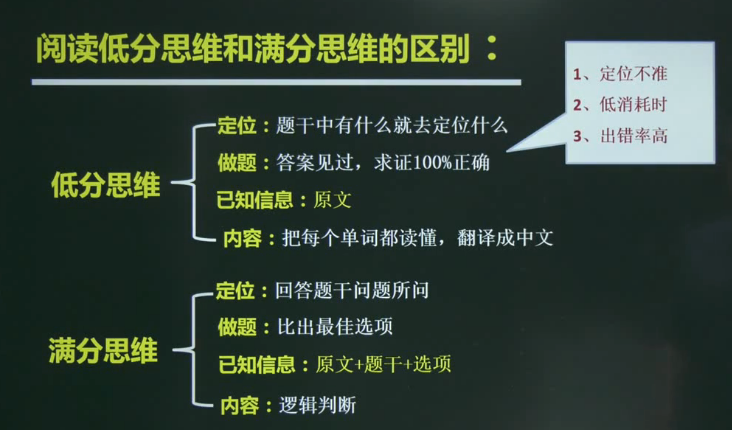 阅读低分思维和满分思维的区别：
1、定位不准
2、低消耗时
3、出错率高
低分思维
定位：题干中有什么就去定位什么
做题：答案见过，求证100%正确
已知信息：原文
内容：把每个单词都读懂，翻译成中文
满分思维
定位：回答题干问题所问
做题：比出最佳选项
已知信息：原文+题干+选项
内容：逻辑判断